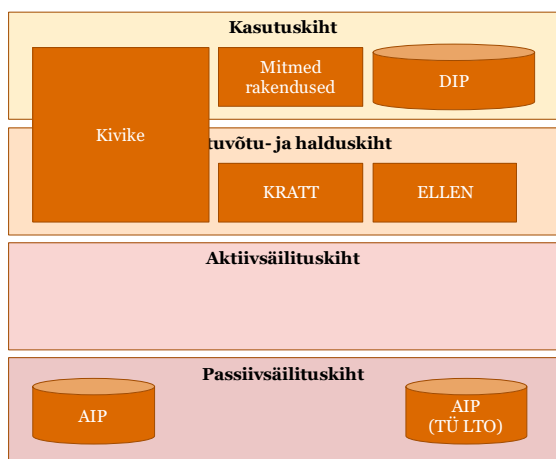 Kasutuskiht
Mitmed
rakendused
DIP
Kivike
tuvõtu- ja halduskiht
KRATT
ELLEN
Aktiivsäilituskiht
Passiivsäilituskiht
AIP
AIP
(TÜ LTO)